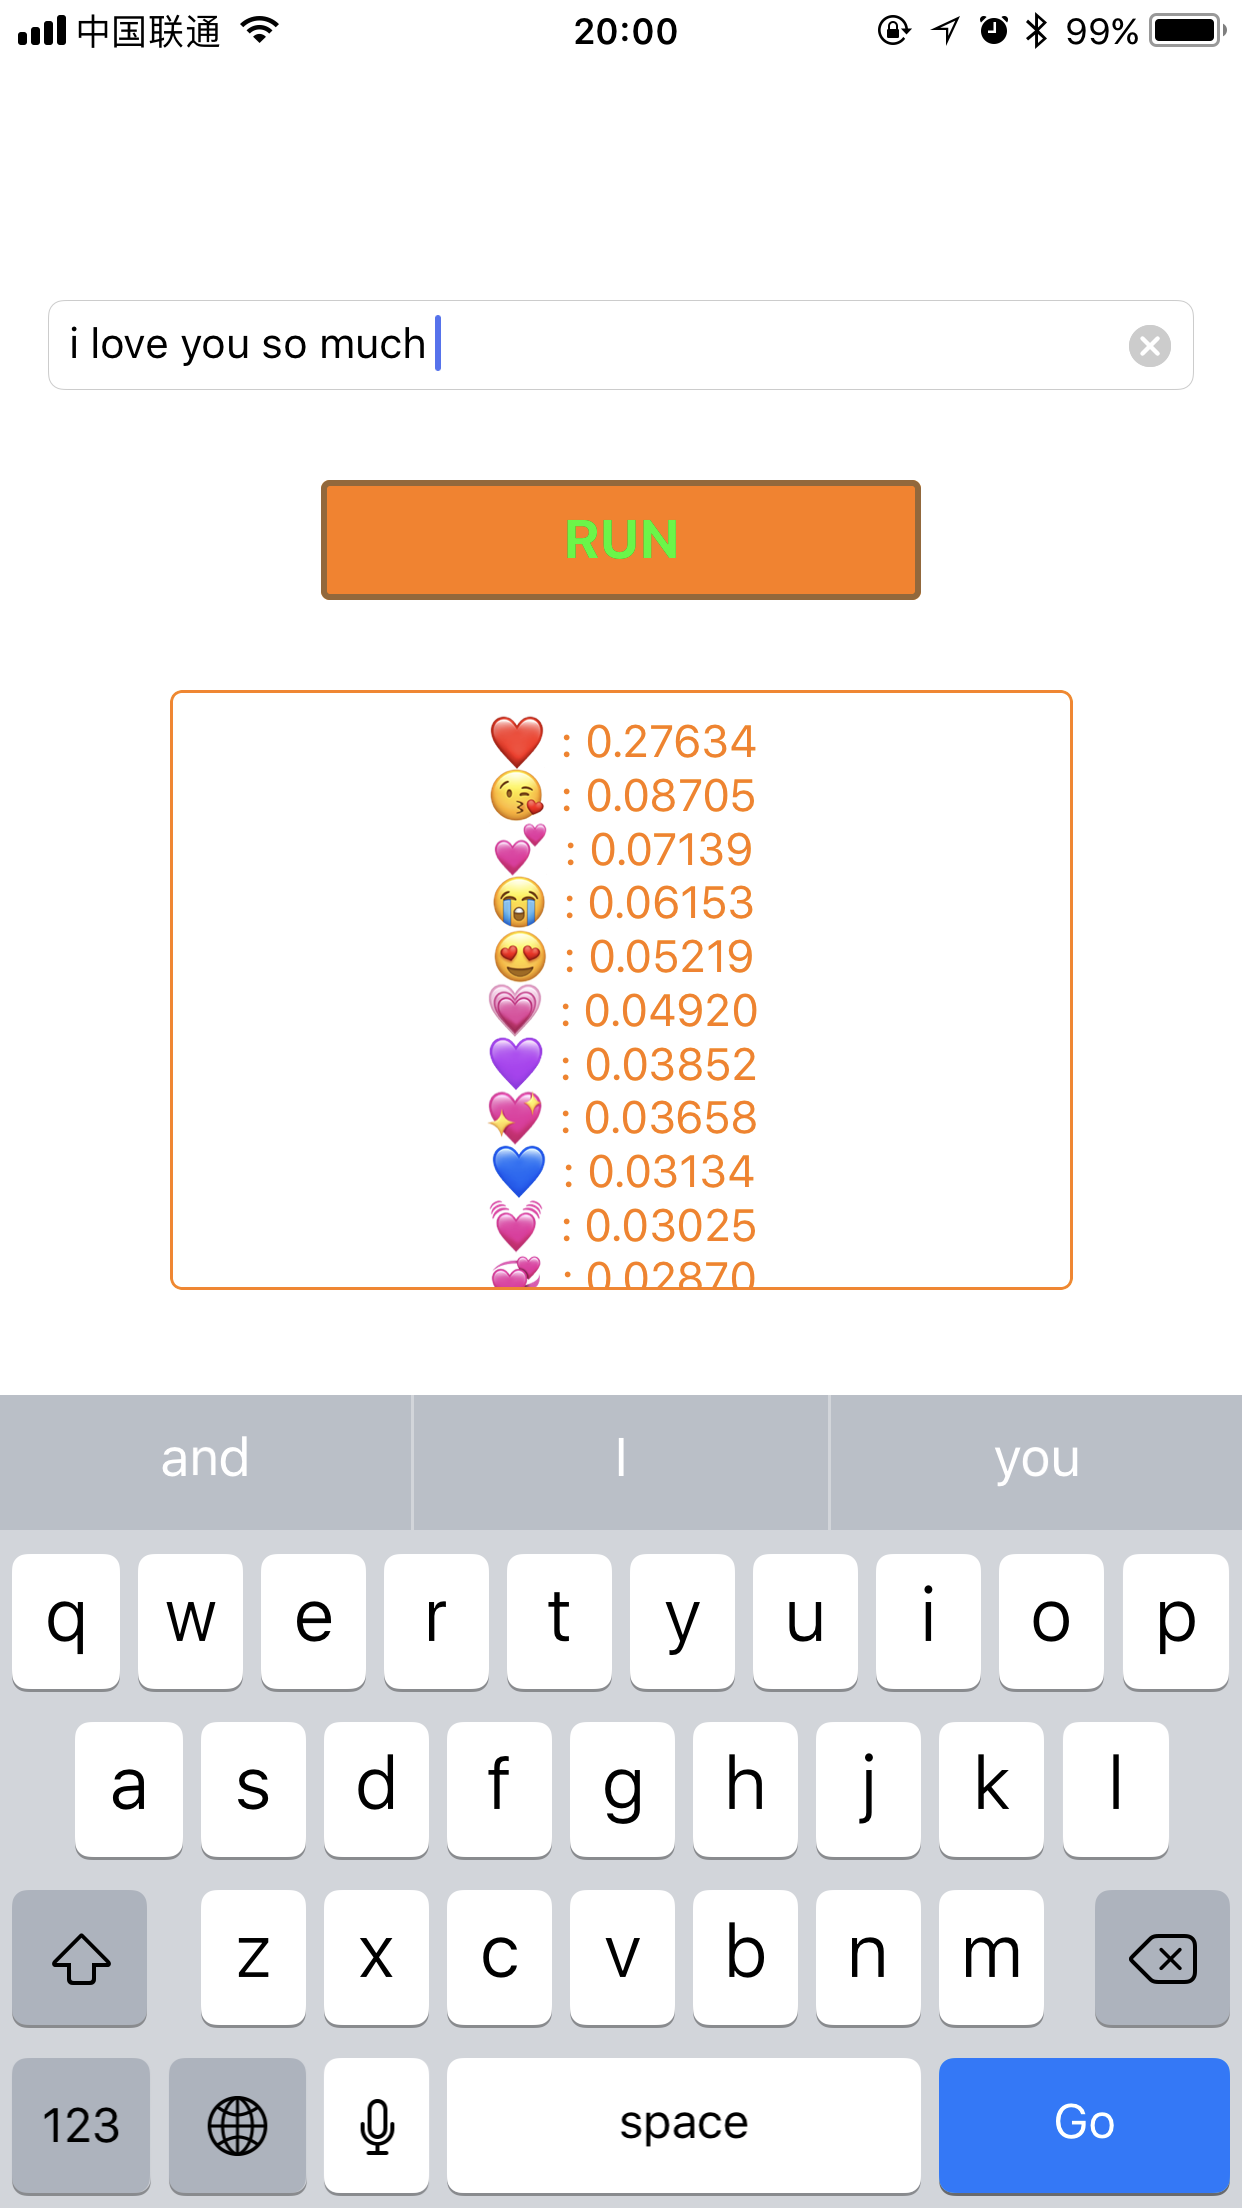 中国联通 20:00 99%
i love you so much
RUN
❤️ : 0.27634
😘 : 0.08705
💕 : 0.07139
😭 : 0.06153
😍 : 0.05219
💗 : 0.04920
💜 : 0.03852
💖 : 0.03658
💙 : 0.03134
💓 : 0.03025
💞 : 0.02870
and I you
q w e r t y u i o p
a s d f g h j k l
z x c v b n m
123 space Go